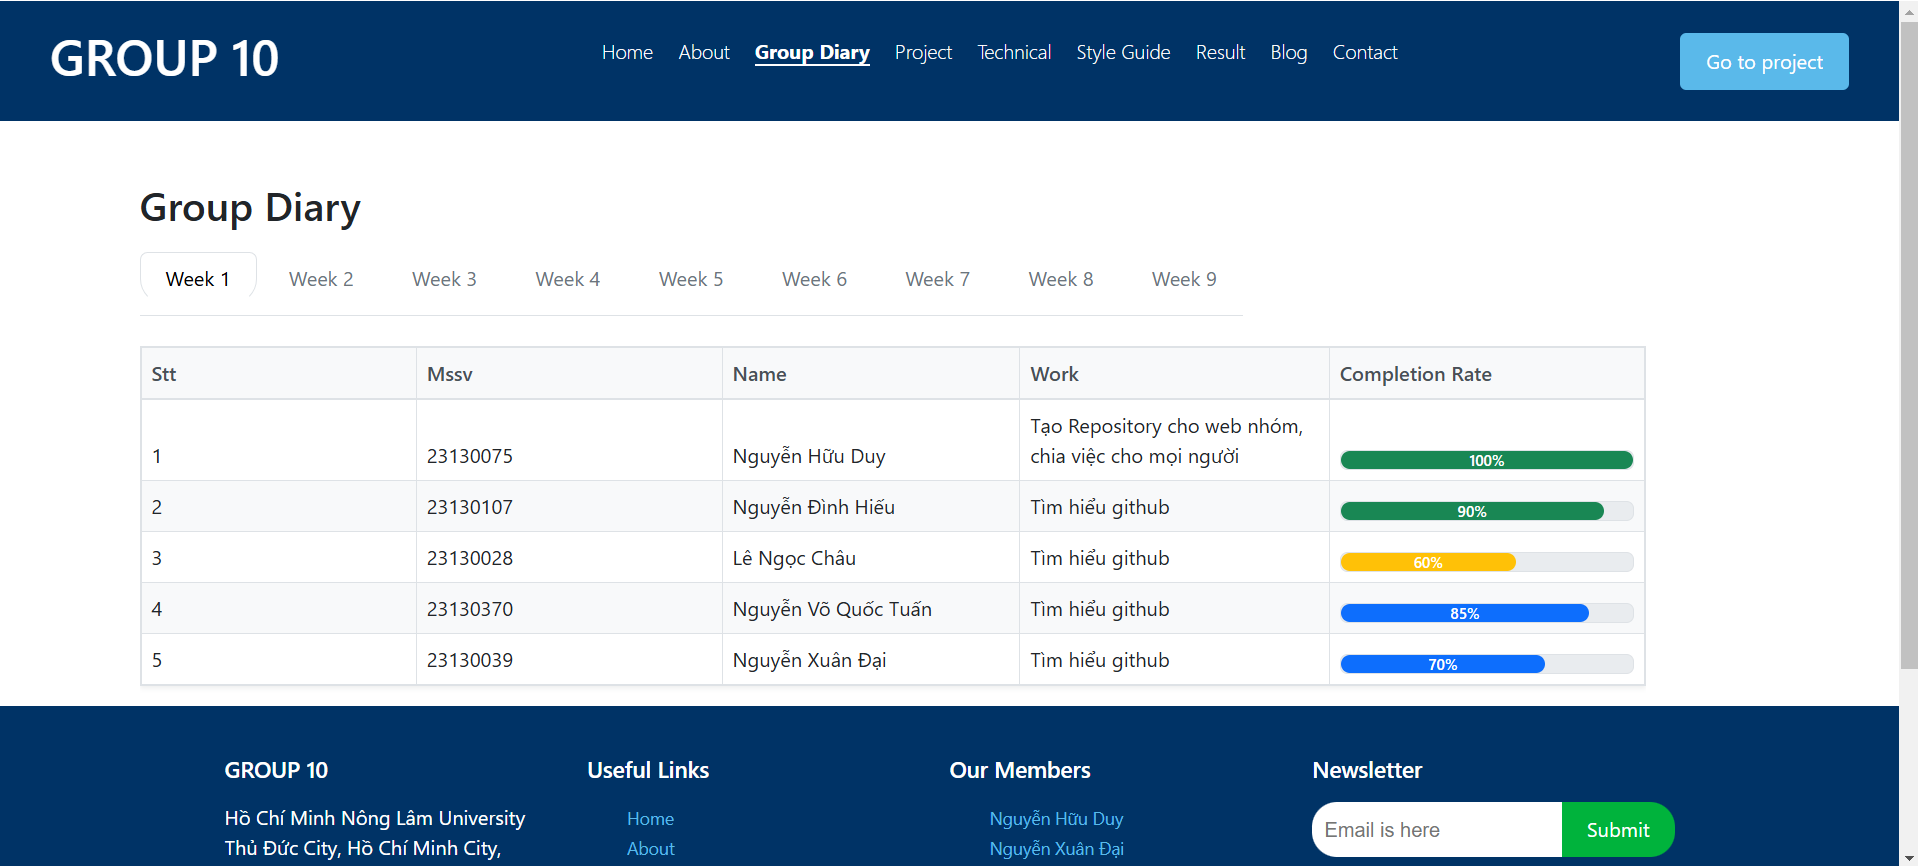 GROUP 10
Home About Group Diary Project Technical Style Guide Result Blog Contact
Go to project
Group Diary
Week 1 Week 2 Week 3 Week 4 Week 5 Week 6 Week 7 Week 8 Week 9
Stt Mssv Name Work Completion Rate
1 23130075 Nguyễn Hữu Duy Tạo Repository cho web nhóm,
chia việc cho mọi người 100%
2 23130107 Nguyễn Đình Hiếu Tìm hiểu github 90%
3 23130028 Lê Ngọc Châu Tìm hiểu github 60%
4 23130370 Nguyễn Võ Quốc Tuấn Tìm hiểu github 85%
5 23130039 Nguyễn Xuân Đại Tìm hiểu github 70%
GROUP 10
Hồ Chí Minh Nông Lâm University
Thủ Đức City, Hồ Chí Minh City,
Useful Links
Home
About
Our Members
Nguyễn Hữu Duy
Nguyễn Xuân Đại
Newsletter
Email is here
Submit